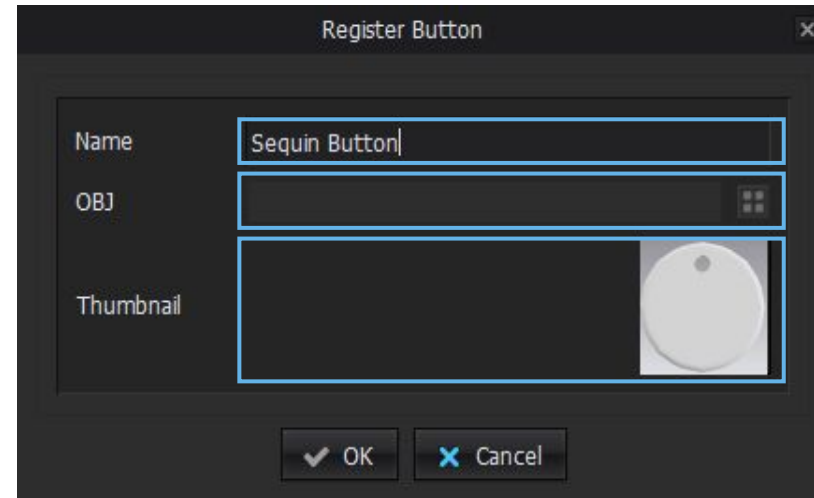 Register Button
Name
Sequin Button
OBJ
Thumbnail
OK
Cancel